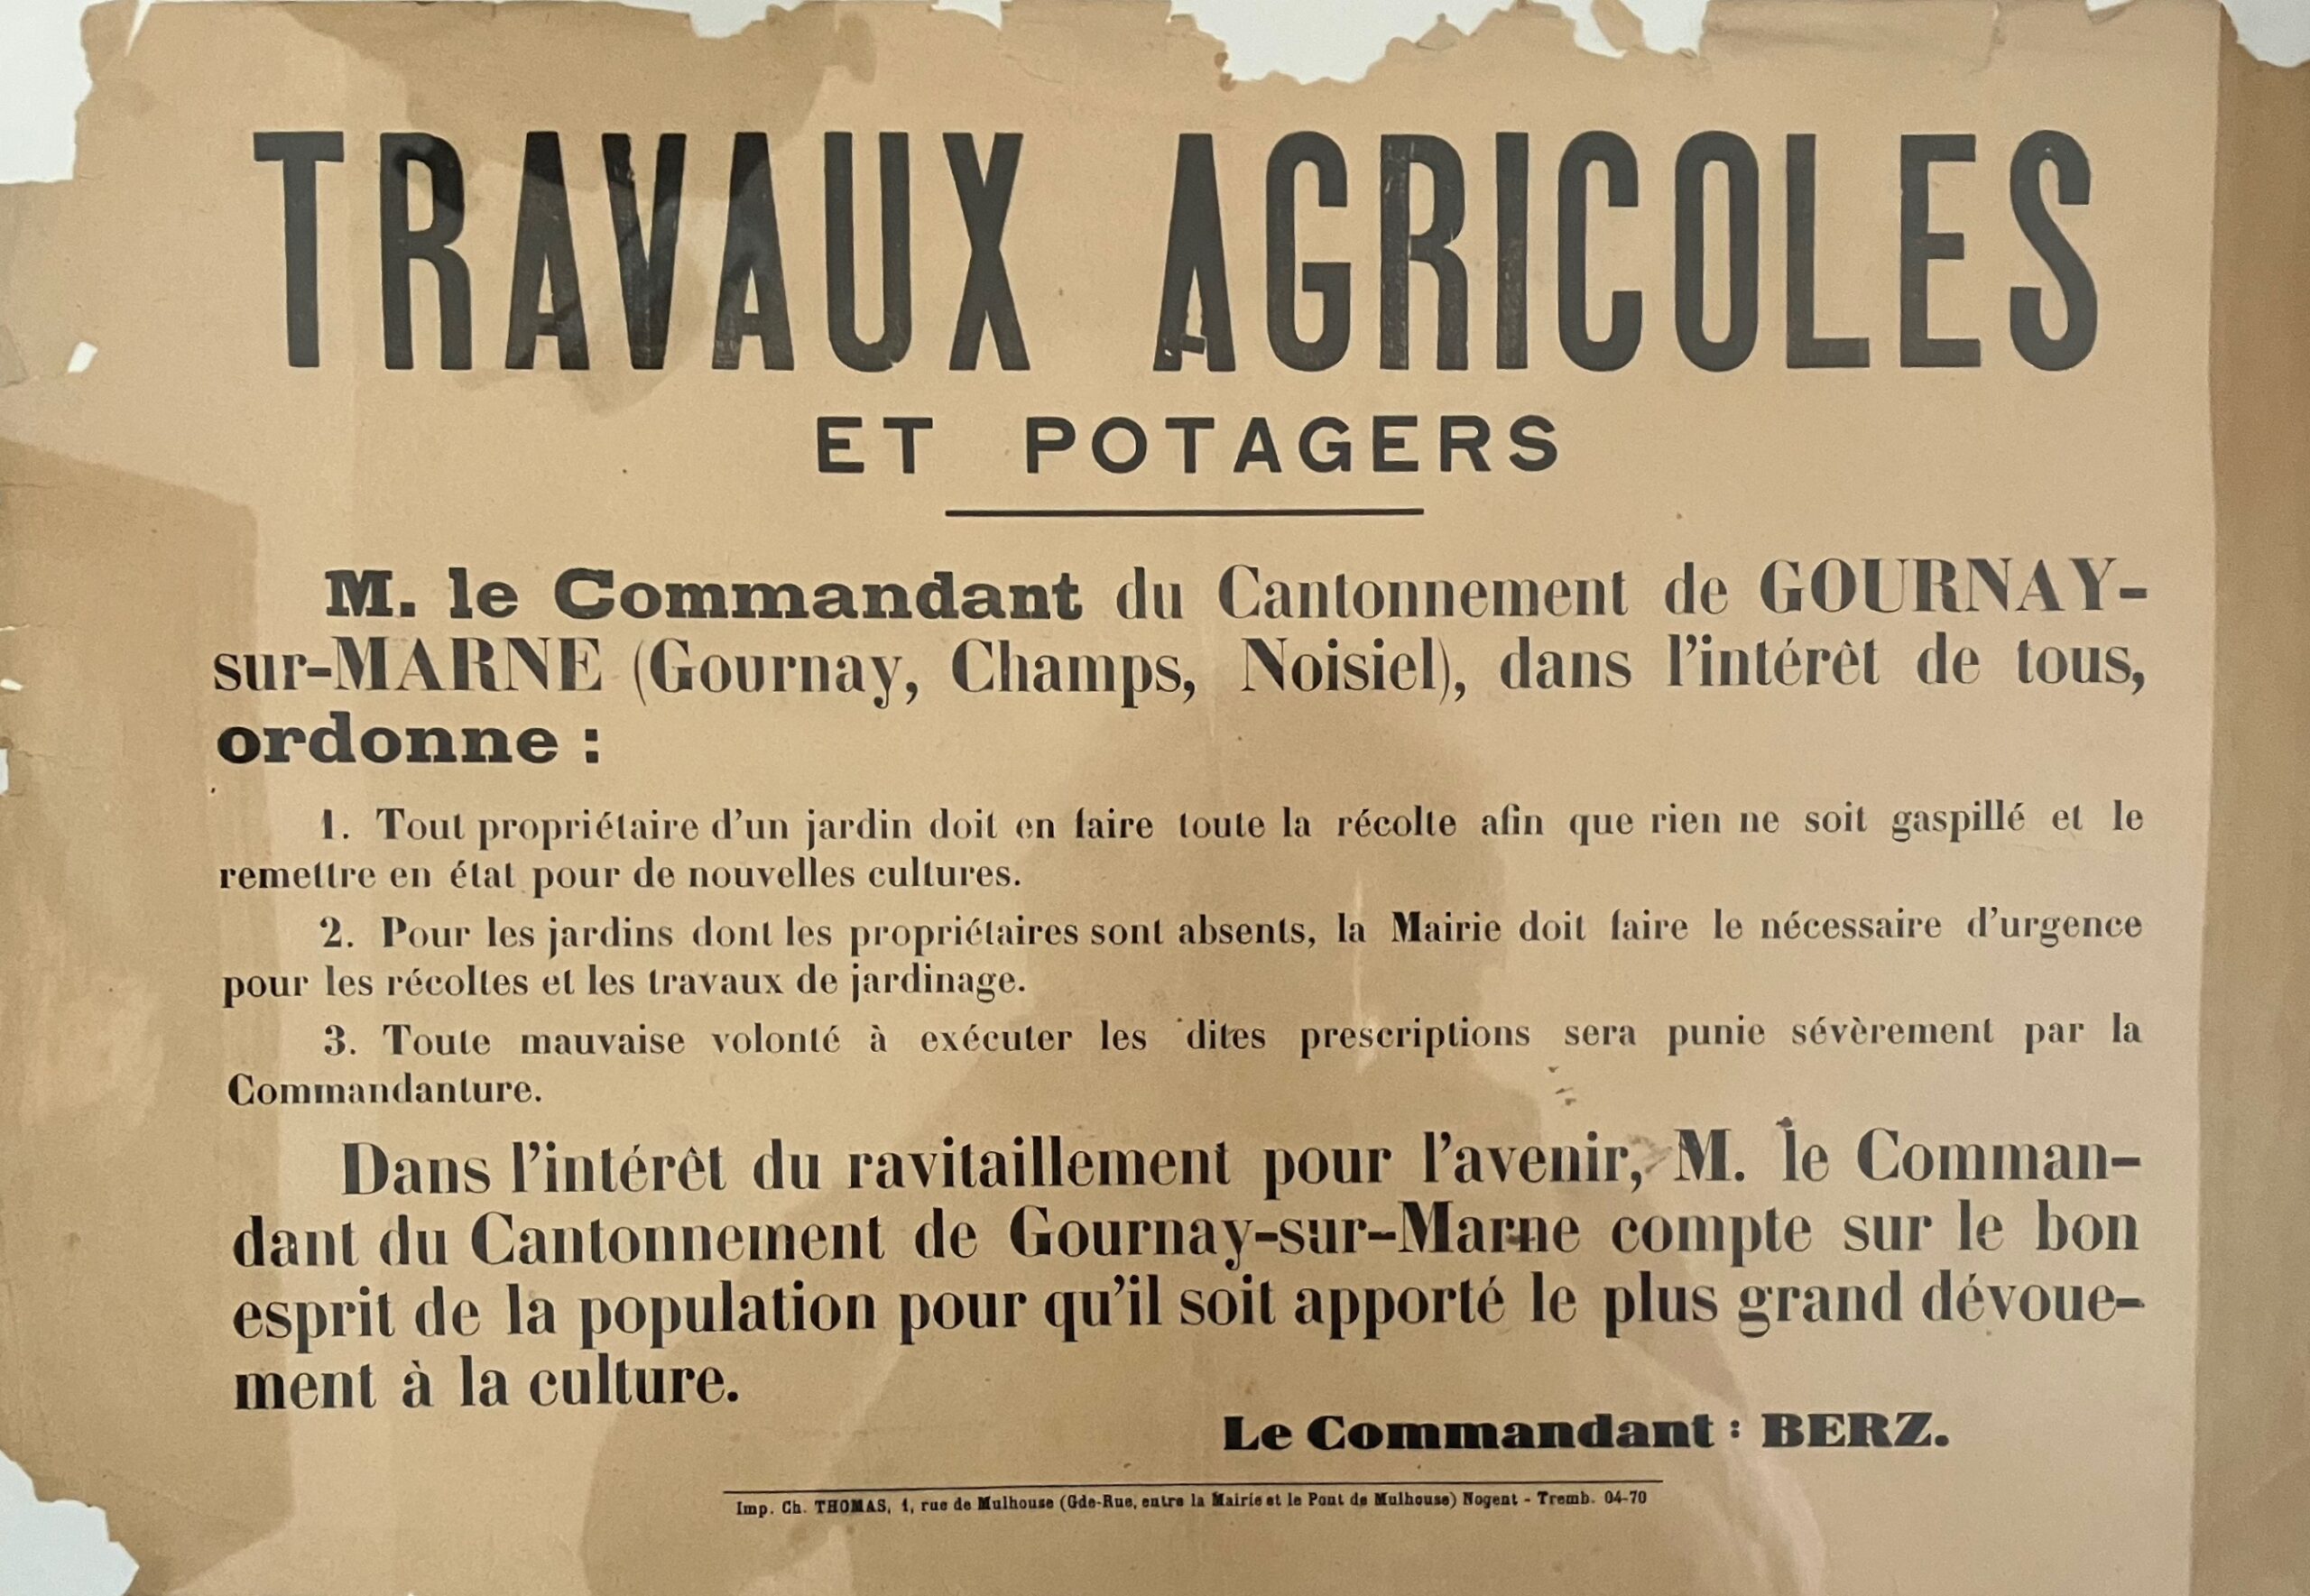 TRAVAUX AGRICOLES
ET POTAGERS
M. le Commandant du Cantonnement de GOURNAY-
sur-MARNE (Gournay, Champs, Noisiel), dans l'intérêt de tous,
ordonne :
1. Tout propriétaire d'un jardin doit en faire toute la récolte afin que rien ne soit gaspillé et le
remettre en état pour de nouvelles cultures.
2. Pour les jardins dont les propriétaires sont absents, la Mairie doit faire le nécessaire d'urgence
pour les récoltes et les travaux de jardinage.
3. Toute mauvaise volonté à exécuter les dites prescriptions sera punie sévèrement par la
Commandanture.
Dans l'intérêt du ravitaillement pour l'avenir, M. le Comman-
dant du Cantonnement de Gournay-sur-Marne compte sur le bon
esprit de la population pour qu'il soit apporté le plus grand dévoue-
ment à la culture.
Le Commandant : BERZ.
Imp. Ch. THOMAS, 1, rue de Mulhouse (Gde-Rue, entre la Mairie et le Pont de Mulhouse) Nogent - Tremb. 04-70